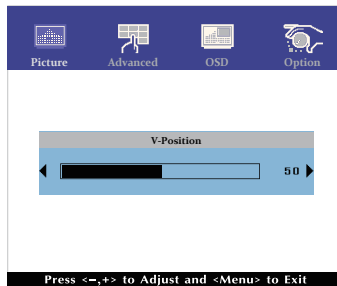 Picture Advanced OSD Option
V-Position
50
Press <–,+> to Adjust and <Menu> to Exit